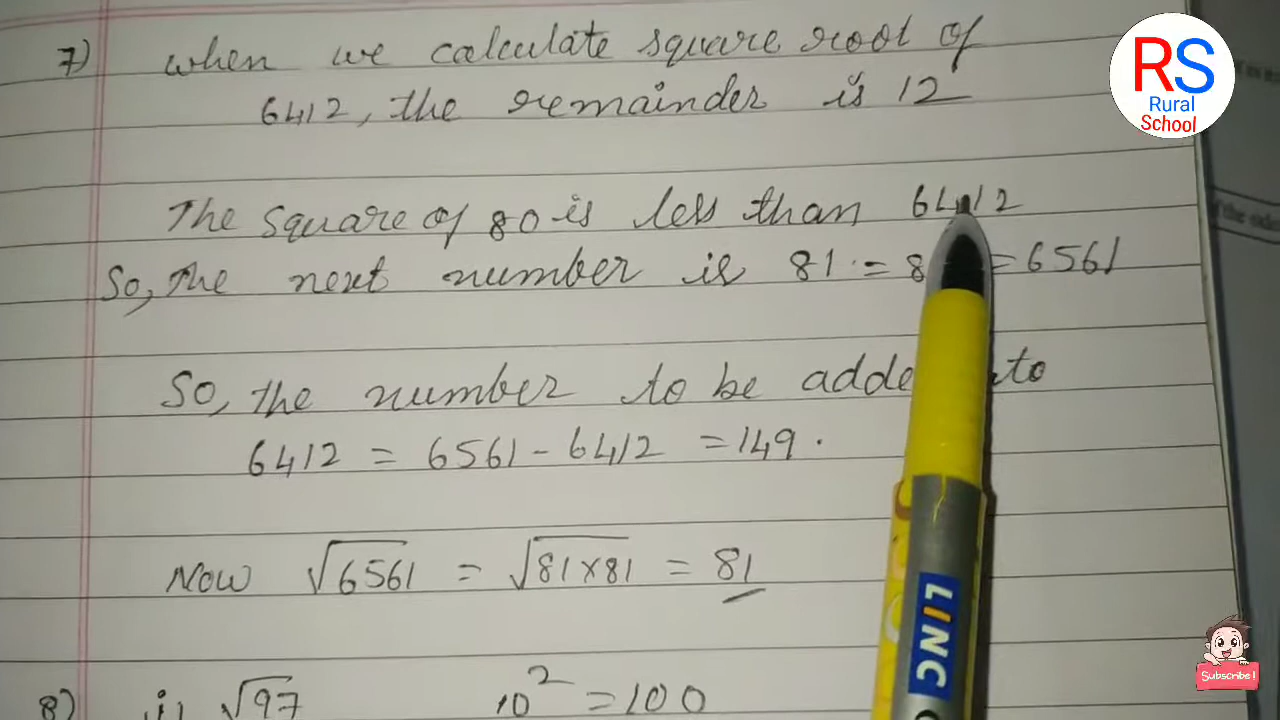 RS
Rural
School
7) when we calculate square root of
6412, the remainder is 12
The square of 80 is less than 6412
So, the next number is 81 = 8 = 6561
So, the number to be adde to
6412 = 6561 - 6412 = 149.
Now √6561 = √81×81 = 81
8) i) √97 10² = 100
LINC
Subscribe!